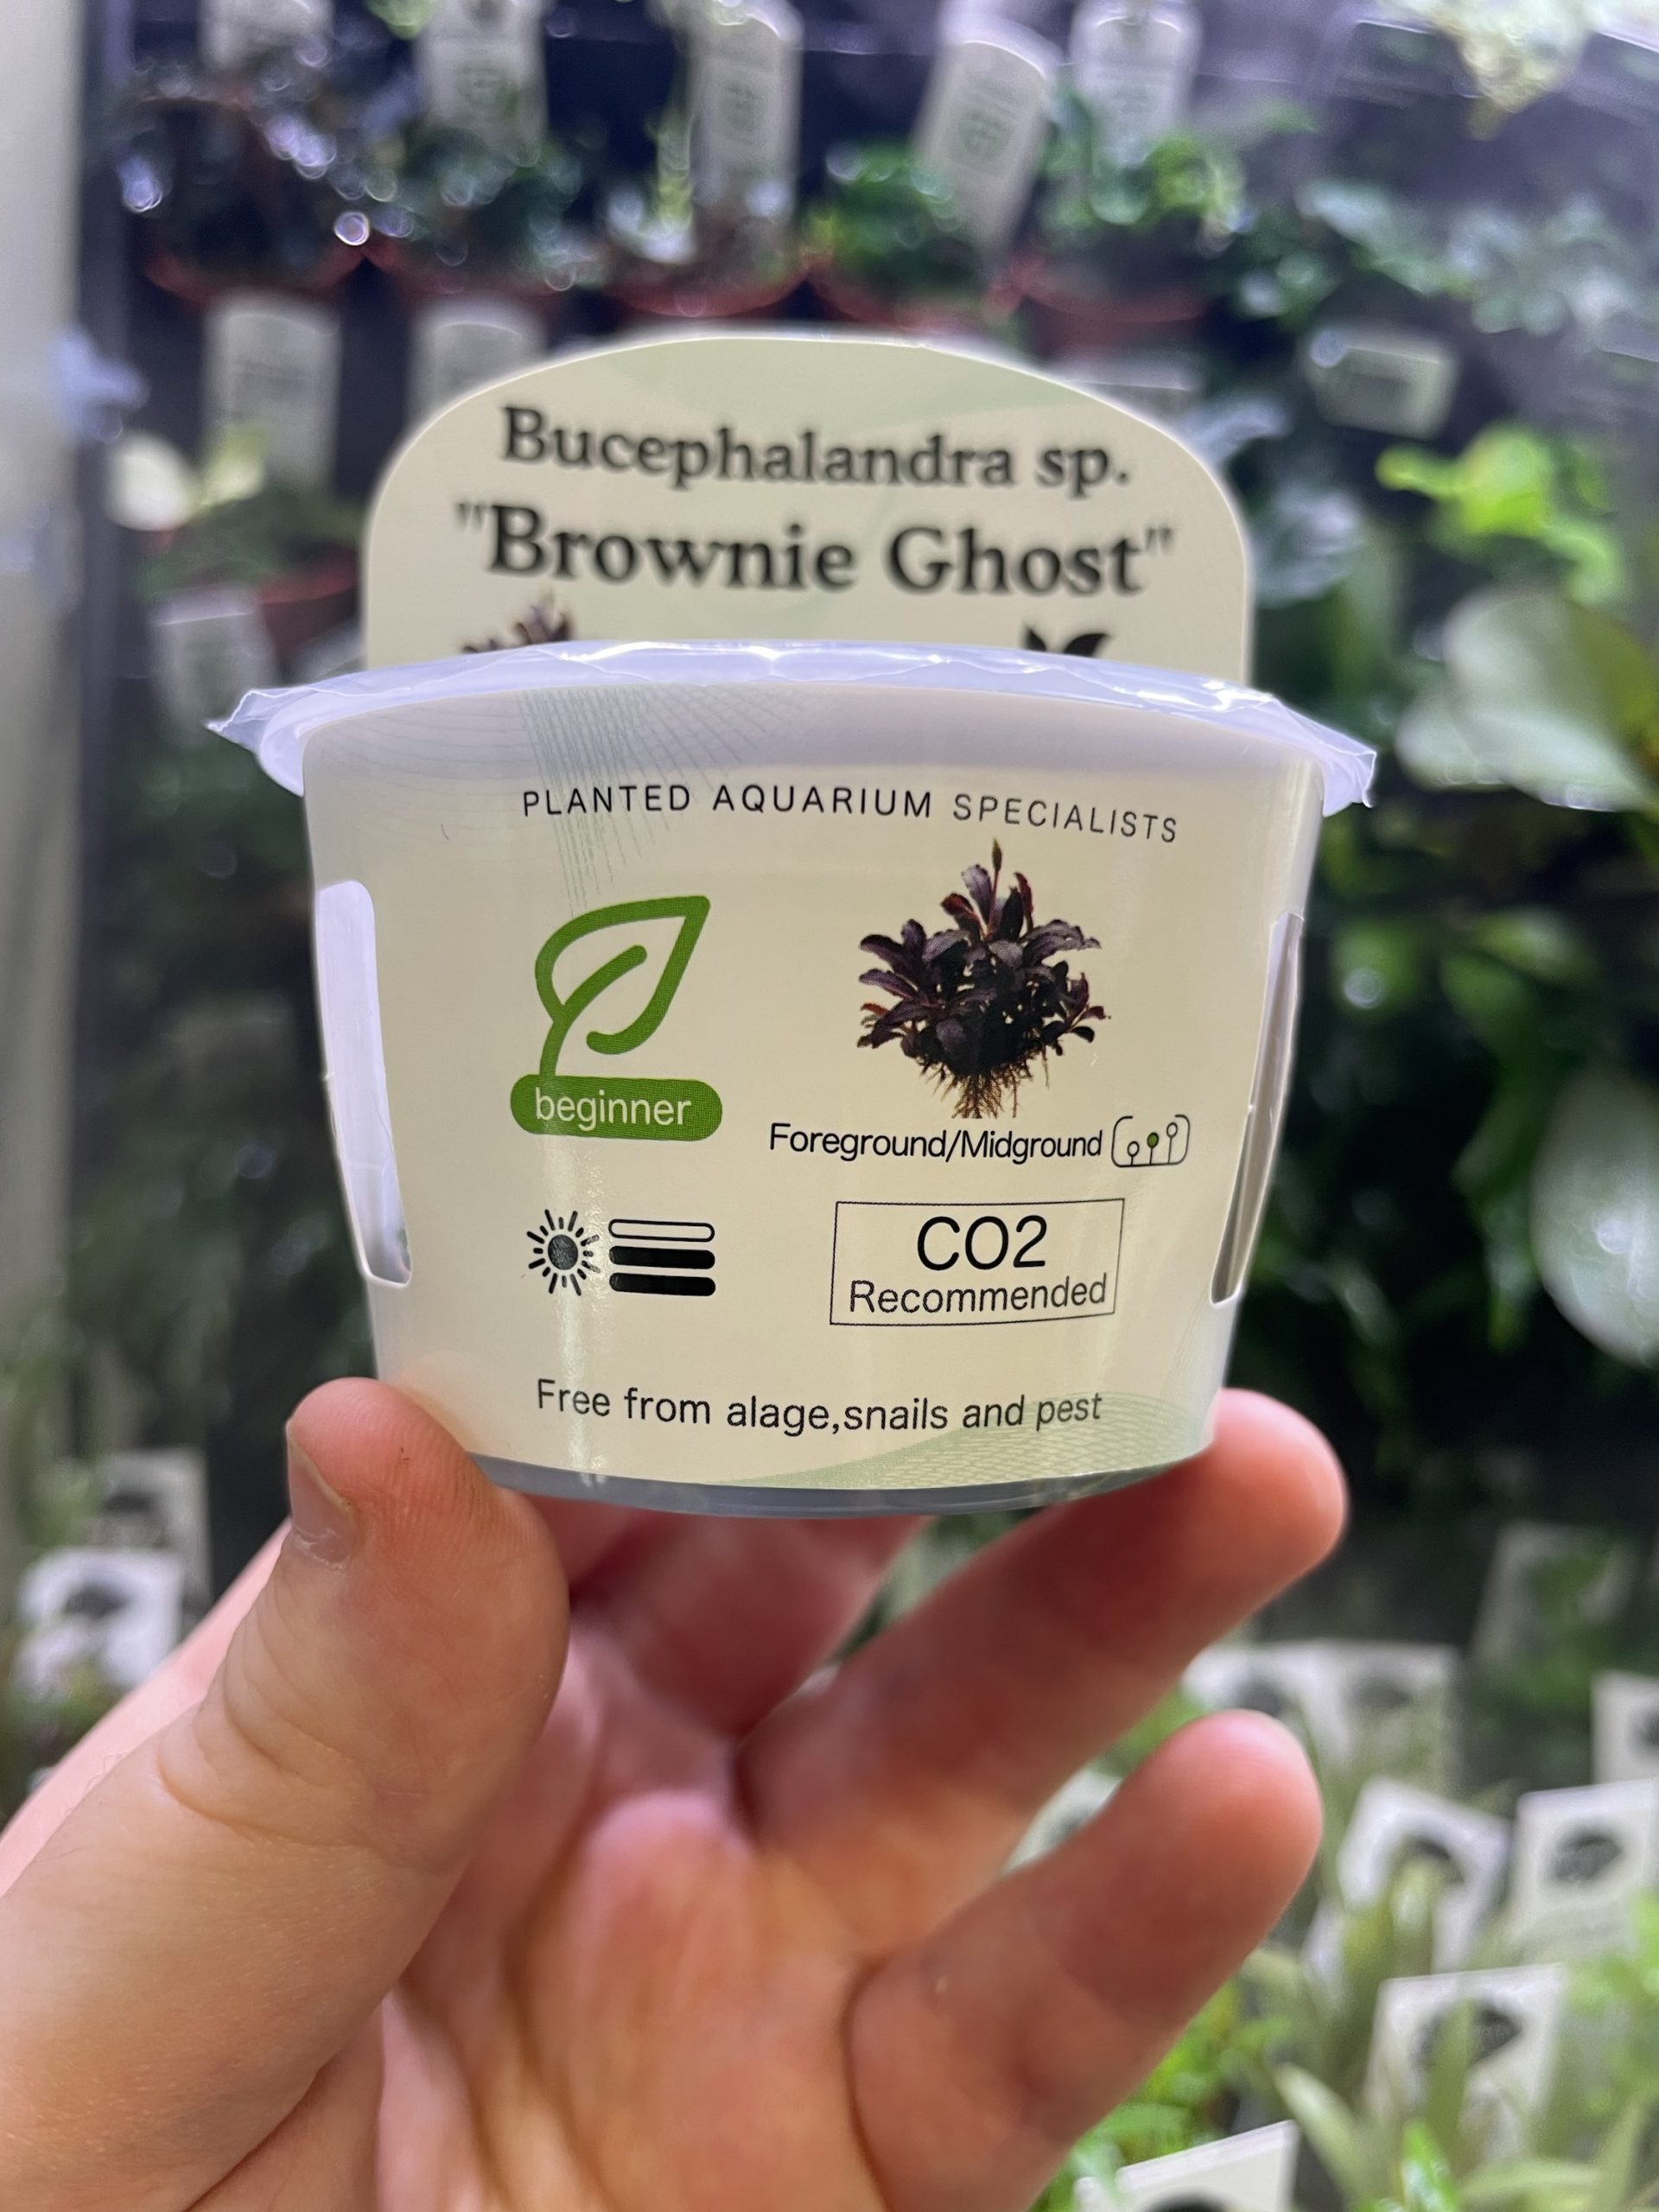 Bucephalandra sp.
"Brownie Ghost"
PLANTED AQUARIUM SPECIALISTS
beginner
Foreground/Midground
CO2
Recommended
Free from alage,snails and pest